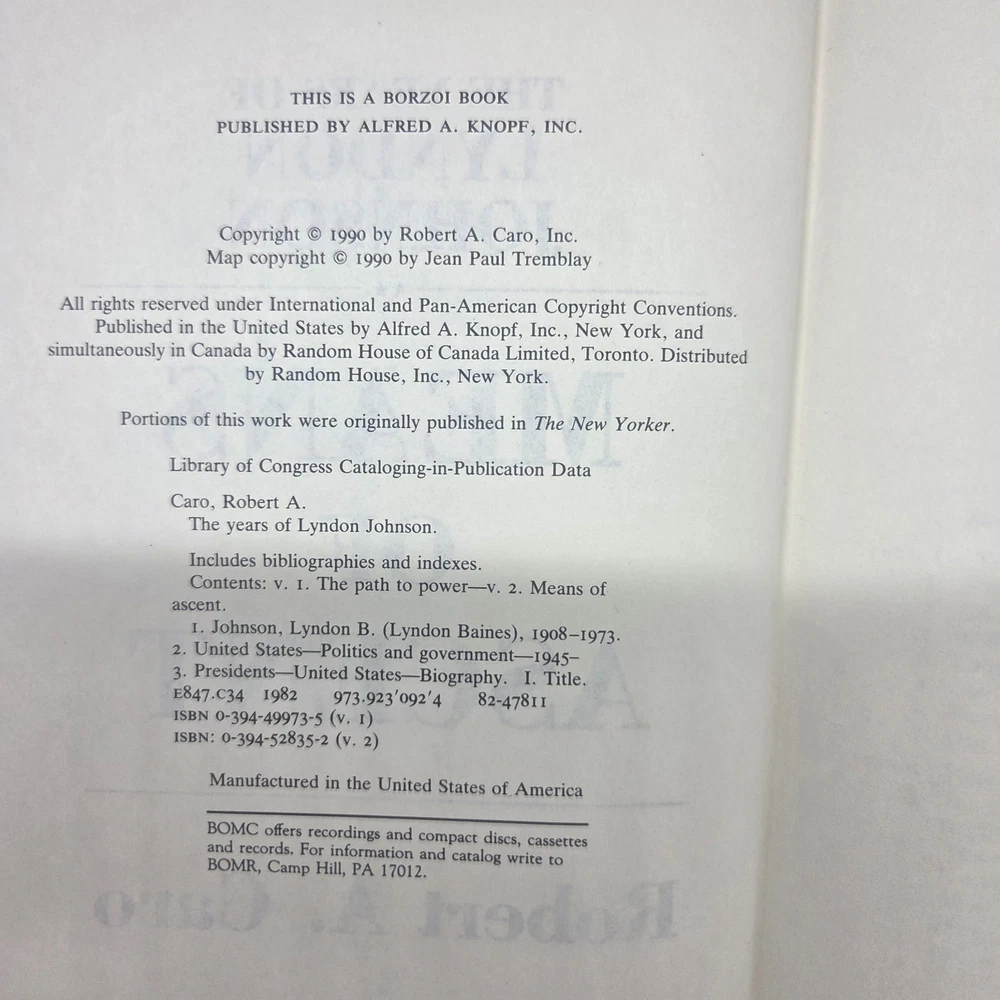 THIS IS A BORZOI BOOK
PUBLISHED BY ALFRED A. KNOPF, INC.
Copyright © 1990 by Robert A. Caro, Inc.
Map copyright © 1990 by Jean Paul Tremblay
All rights reserved under International and Pan-American Copyright Conventions.
Published in the United States by Alfred A. Knopf, Inc., New York, and
simultaneously in Canada by Random House of Canada Limited, Toronto. Distributed
by Random House, Inc., New York.
Portions of this work were originally published in The New Yorker.
Library of Congress Cataloging-in-Publication Data
Caro, Robert A.
The years of Lyndon Johnson.
Includes bibliographies and indexes.
Contents: v. 1. The path to power—v. 2. Means of
ascent.
1. Johnson, Lyndon B. (Lyndon Baines), 1908–1973.
2. United States—Politics and government—1945–
3. Presidents—United States—Biography. I. Title.
E847.C34 1982 973.923'092'4 82-47811
ISBN 0-394-49973-5 (v. 1)
ISBN: 0-394-52835-2 (v. 2)
Manufactured in the United States of America
BOMC offers recordings and compact discs, cassettes
and records. For information and catalog write to
BOMR, Camp Hill, PA 17012.